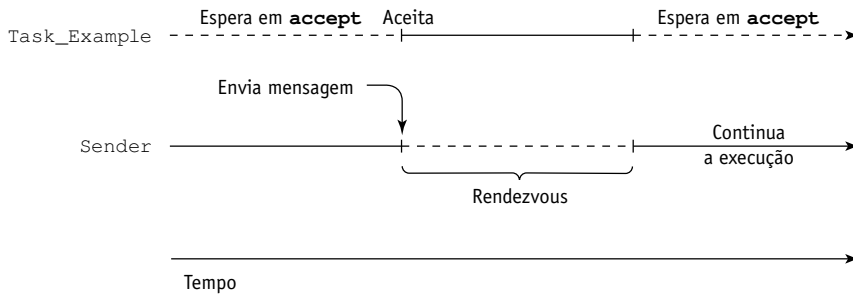 Espera em accept Aceita Espera em accept
Task_Example
Envia mensagem
Sender
Continua
a execução
Rendezvous
Tempo